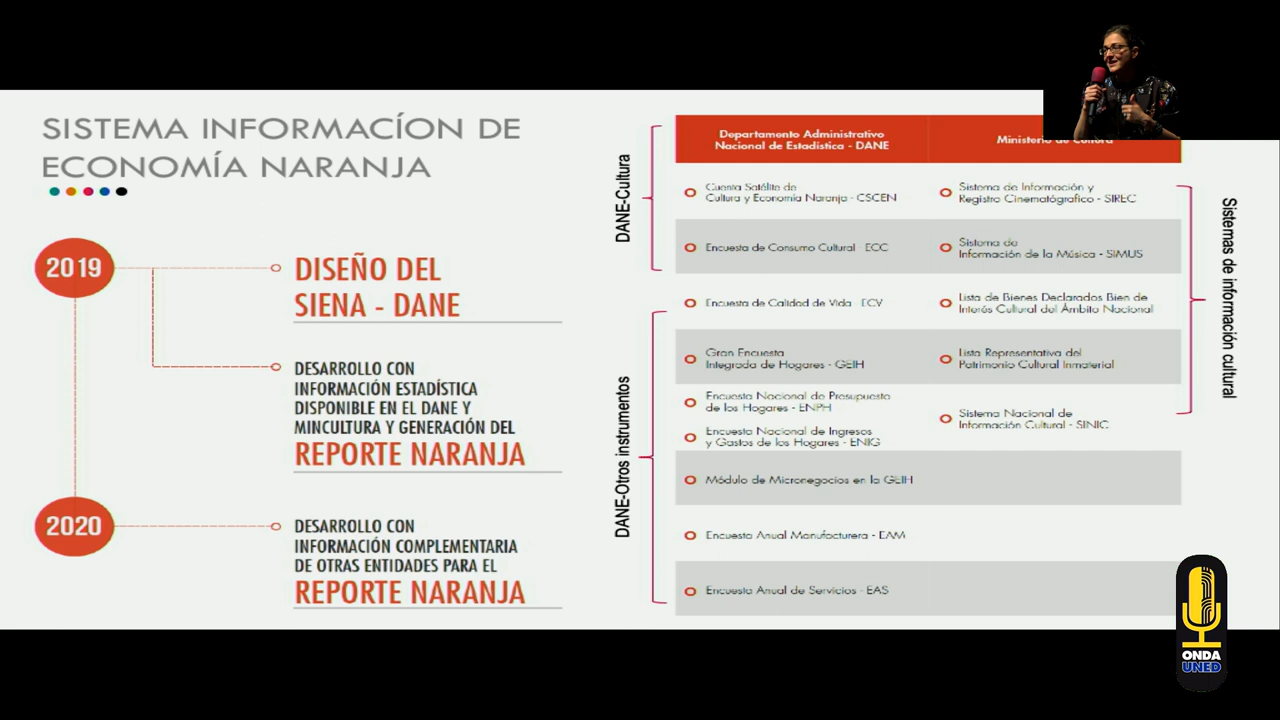 SISTEMA INFORMACÍON DE
ECONOMÍA NARANJA
2019
DISEÑO DEL
SIENA - DANE
DESARROLLO CON
INFORMACIÓN ESTADÍSTICA
DISPONIBLE EN EL DANE Y
MINCULTURA Y GENERACIÓN DEL
REPORTE NARANJA
2020
DESARROLLO CON
INFORMACIÓN COMPLEMENTARIA
DE OTRAS ENTIDADES PARA EL
REPORTE NARANJA
DANE-Cultura
DANE-Otros instrumentos
Departamento Administrativo
Nacional de Estadística - DANE
Cuenta Satélite de
Cultura y Economía Naranja - CSCEN
Encuesta de Consumo Cultural - ECC
Encuesta de Calidad de Vida - ECV
Gran Encuesta
Integrada de Hogares - GEIH
Encuesta Nacional de Presupuesto
de los Hogares - ENPH
Encuesta Nacional de Ingresos
y Gastos de los Hogares - ENIG
Módulo de Micronegocios en la GEIH
Encuesta Anual Manufacturera - EAM
Encuesta Anual de Servicios - EAS
Ministerio de Cultura
Sistema de Información y
Registro Cinematógrafico - SIREC
Sistema de
Información de la Música - SIMUS
Lista de Bienes Declarados Bien de
Interés Cultural del Ámbito Nacional
Lista Representativa del
Patrimonio Cultural Inmaterial
Sistema Nacional de
Información Cultural - SINIC
Sistemas de información cultural
ONDA
UNED